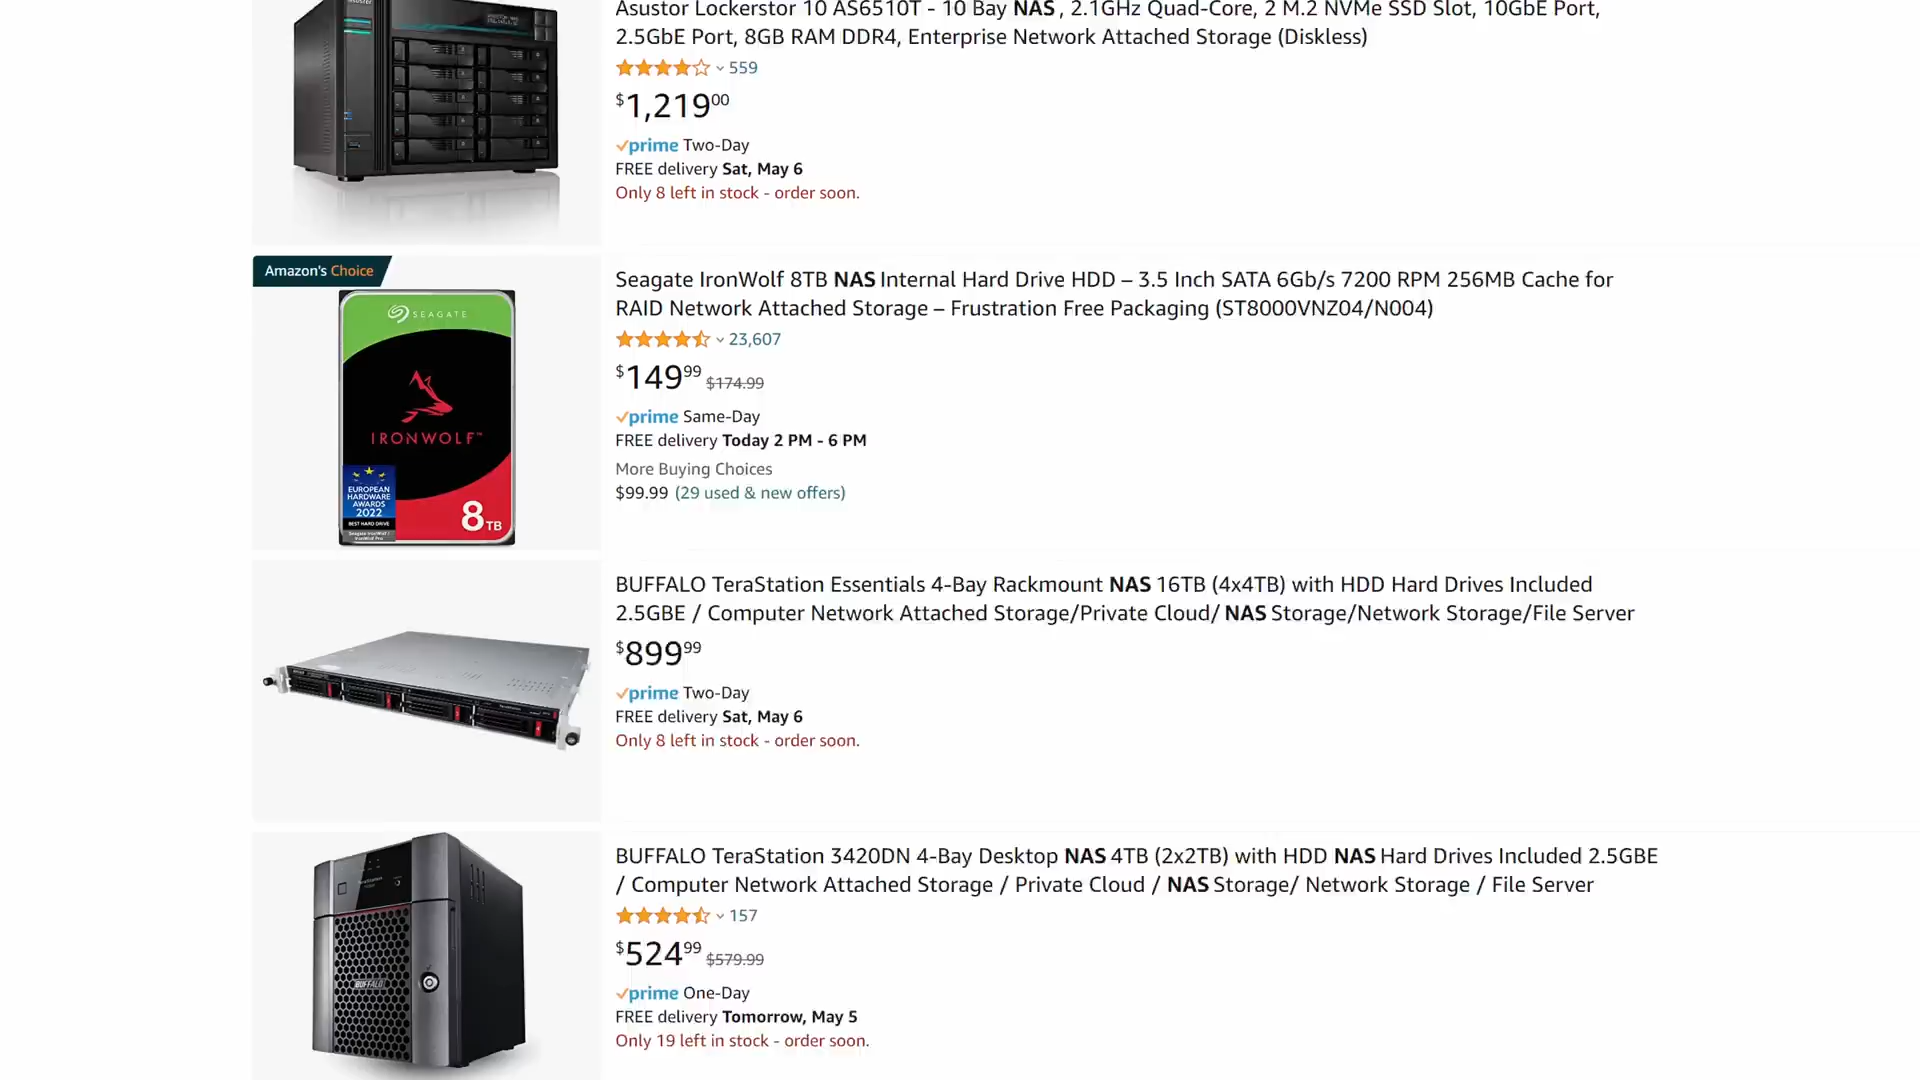 Asustor Lockerstor 10 AS6510T - 10 Bay NAS, 2.1GHz Quad-Core, 2 M.2 NVMe SSD Slot, 10GbE Port,
2.5GbE Port, 8GB RAM DDR4, Enterprise Network Attached Storage (Diskless)
559
$1,219.00
prime Two-Day
FREE delivery Sat, May 6
Only 8 left in stock - order soon.
Amazon's Choice
SEAGATE
IRONWOLF™
EUROPEAN
HARDWARE
AWARDS
2022
BEST HARD DRIVE
8TB
Seagate IronWolf 8TB NAS Internal Hard Drive HDD – 3.5 Inch SATA 6Gb/s 7200 RPM 256MB Cache for
RAID Network Attached Storage – Frustration Free Packaging (ST8000VNZ04/N004)
23,607
$149.99 $174.99
prime Same-Day
FREE delivery Today 2 PM - 6 PM
More Buying Choices
$99.99 (29 used & new offers)
BUFFALO TeraStation Essentials 4-Bay Rackmount NAS 16TB (4x4TB) with HDD Hard Drives Included
2.5GBE / Computer Network Attached Storage/Private Cloud/ NAS Storage/Network Storage/File Server
$899.99
prime Two-Day
FREE delivery Sat, May 6
Only 8 left in stock - order soon.
BUFFALO
BUFFALO TeraStation 3420DN 4-Bay Desktop NAS 4TB (2x2TB) with HDD NAS Hard Drives Included 2.5GBE
/ Computer Network Attached Storage / Private Cloud / NAS Storage/ Network Storage / File Server
157
$524.99 $579.99
prime One-Day
FREE delivery Tomorrow, May 5
Only 19 left in stock - order soon.